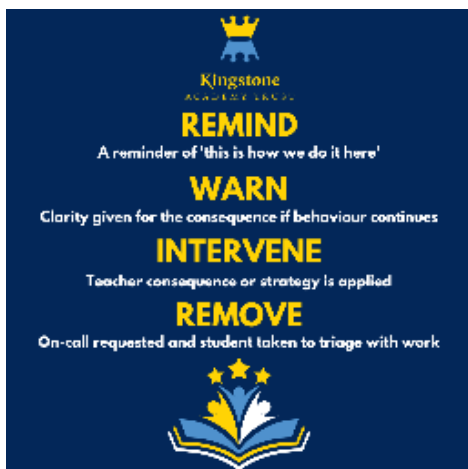 Kingstone
ACADEMY TRUST
REMIND
A reminder of 'this is how we do it here'
WARN
Clarity given for the consequence if behaviour continues
INTERVENE
Teacher consequence or strategy is applied
REMOVE
On-call requested and student taken to triage with work